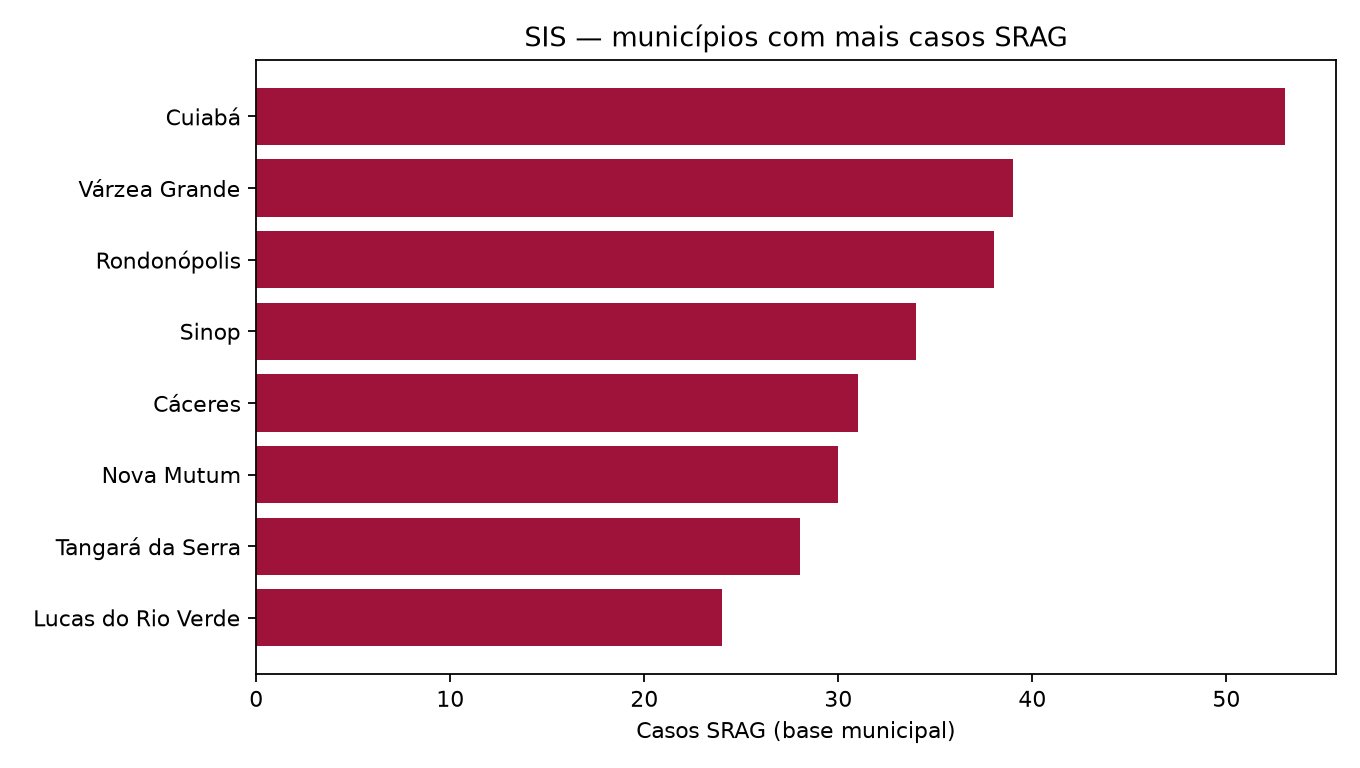 SIS — municípios com mais casos SRAG
Cuiabá
Várzea Grande
Rondonópolis
Sinop
Cáceres
Nova Mutum
Tangará da Serra
Lucas do Rio Verde
0 10 20 30 40 50
Casos SRAG (base municipal)